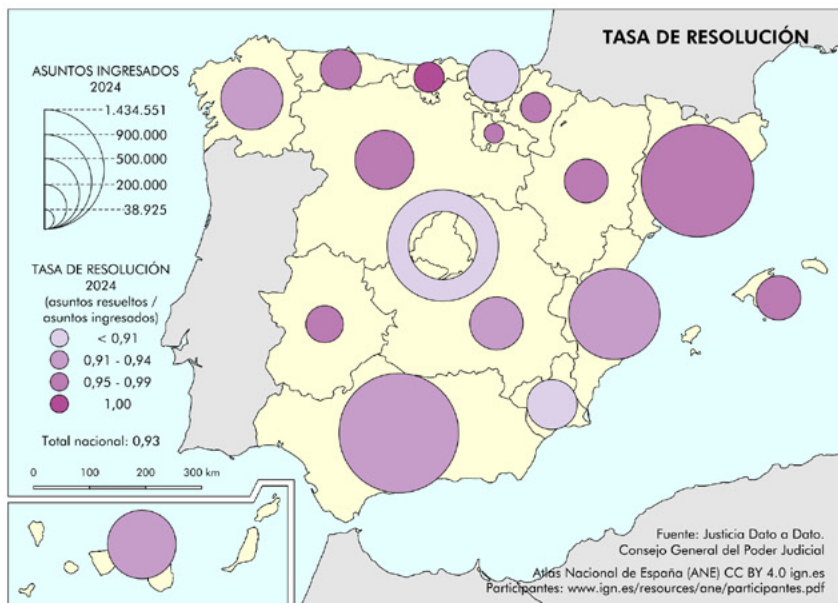 TASA DE RESOLUCIÓN
ASUNTOS INGRESADOS
2024
1.434.551
900.000
500.000
200.000
38.925
TASA DE RESOLUCIÓN
2024
(asuntos resueltos /
asuntos ingresados)
< 0,91
0,91 - 0,94
0,95 - 0,99
1,00
Total nacional: 0,93
0 100 200 300 km
Fuente: Justicia Dato a Dato.
Consejo General del Poder Judicial
Atlas Nacional de España (ANE) CC BY 4.0 ign.es
Participantes: www.ign.es/resources/ane/participantes.pdf